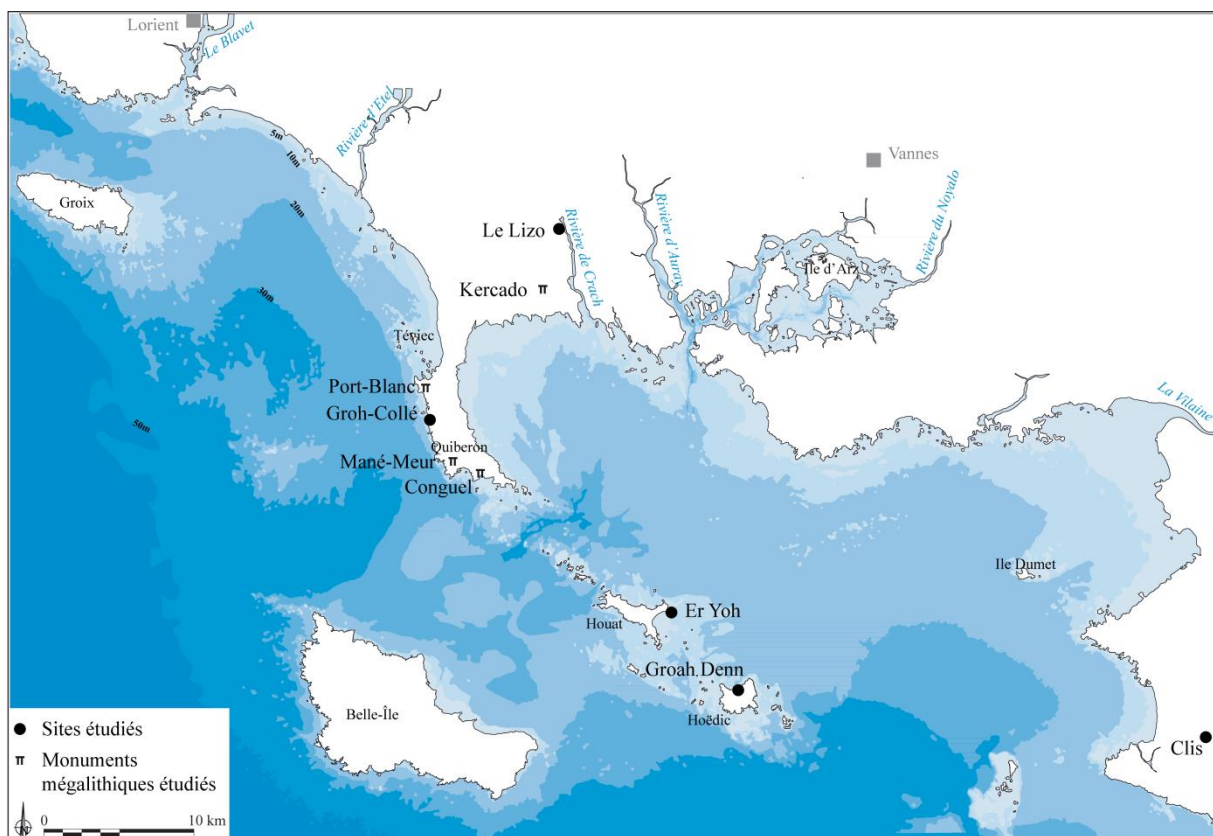 Lorient
Le Blavet
Rivière d'Etel
5m
10m
20m
30m
50m
Groix
Vannes
Rivière du Noyalo
Rivière d'Auray
Ile d'Arz
Le Lizo
Rivière de Crach
Kercado
Téviec
Port-Blanc
Groh-Collé
Quiberon
Mané-Meur
Conguel
La Vilaine
Ile Dumet
Er Yoh
Houat
Groah Denn
Hoëdic
Belle-Île
Clis
Sites étudiés
Monuments
mégalithiques étudiés
N
0 10 km